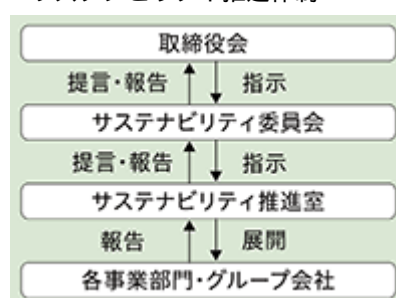 取締役会
提言・報告 指示
サステナビリティ委員会
提言・報告 指示
サステナビリティ推進室
報告 展開
各事業部門・グループ会社